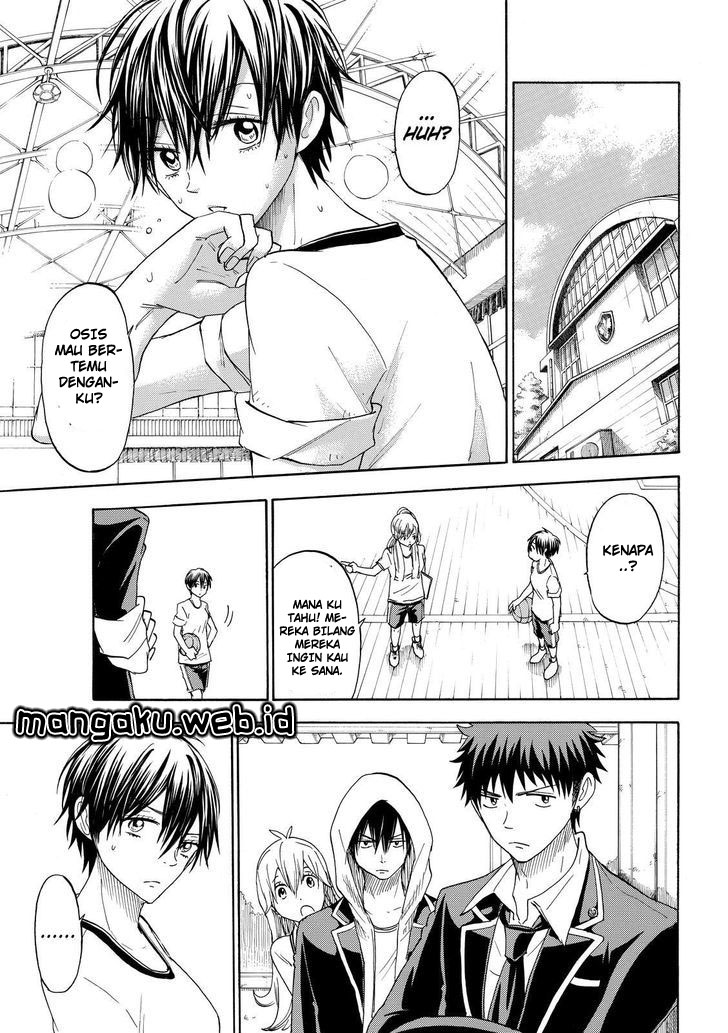 ...
HUH?
OSIS
MAU BER-
TEMU
DENGAN-
KU?
KENAPA
..?
MANA KU
TAHU! ME-
REKA BILANG
MEREKA
INGIN KAU
KE SANA.
mangaku.web.id
......